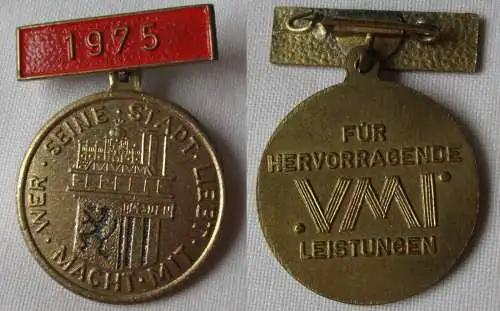 1975
WER · SEINE · STADT · LIEBT · MACHT · MIT ·
FÜR
HERVORRAGENDE
· VMI ·
LEISTUNGEN